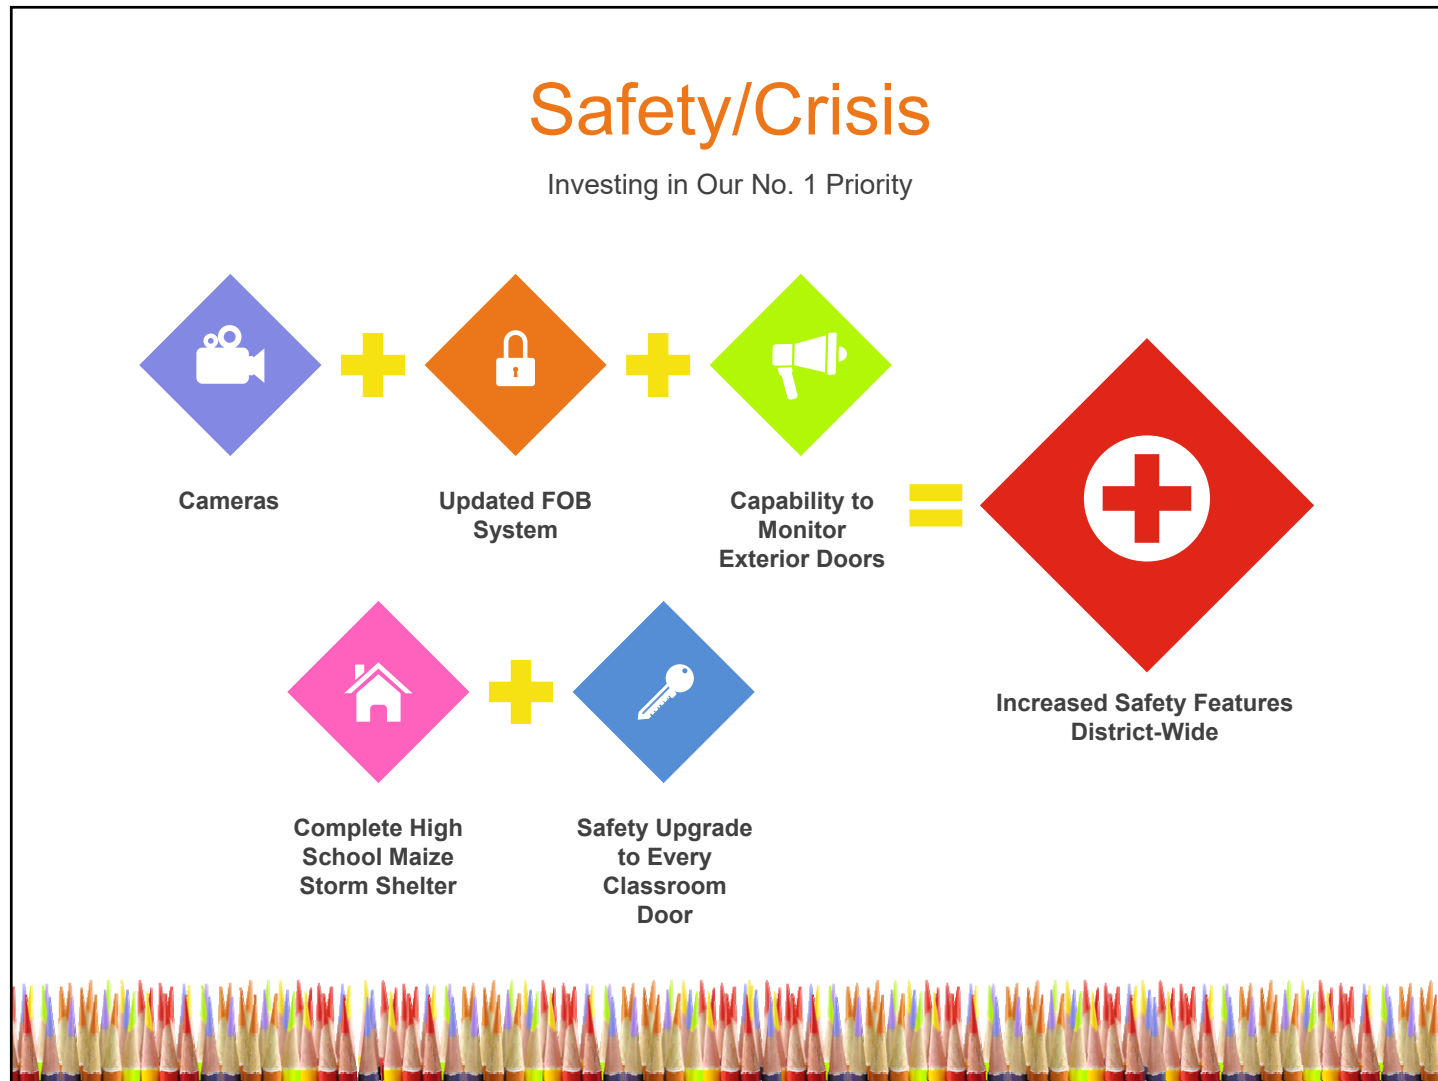 Safety/Crisis
Investing in Our No. 1 Priority
Cameras
Updated FOB
System
Capability to
Monitor
Exterior Doors
Increased Safety Features
District-Wide
Complete High
School Maize
Storm Shelter
Safety Upgrade
to Every
Classroom
Door